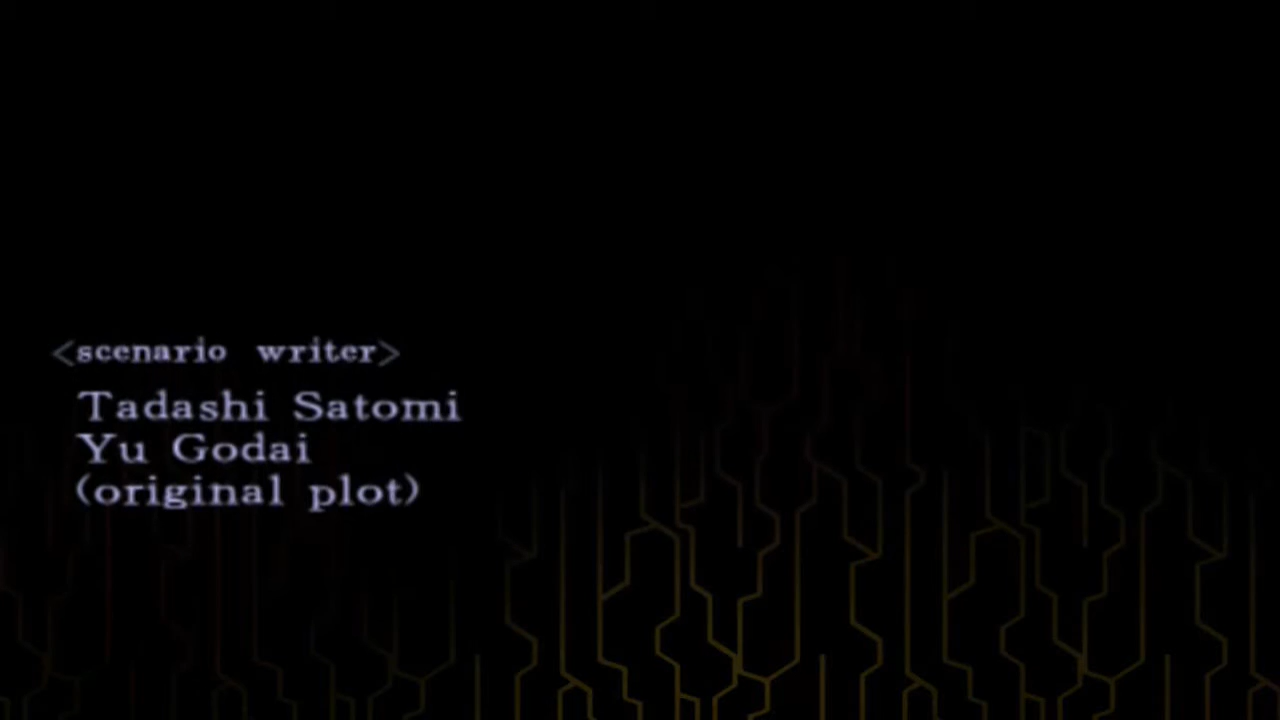 <scenario writer>
Tadashi Satomi
Yu Godai
(original plot)